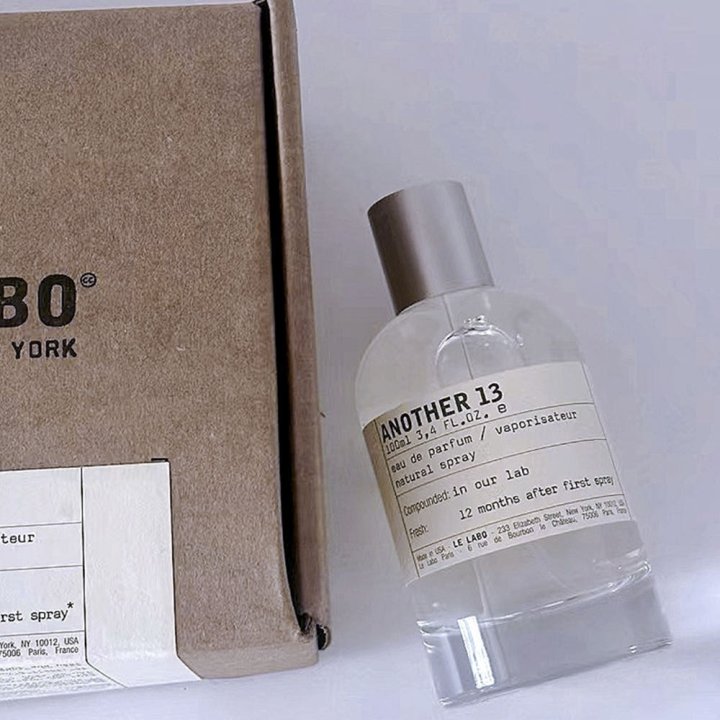 BO
YORK
teur
rst spray*
York, NY 10012, USA
75006 Paris, France
ANOTHER 13
100ml 3,4 FL.OZ. e
eau de parfum / vaporisateur
natural spray
Compounded: in our lab
Fresh: 12 months after first spray
Made in USA LE LABO - 233 Elizabeth Street, New York, NY 10012, US
Le Labo Paris - 6 rue de Bourbon le Château, 75006 Paris, France